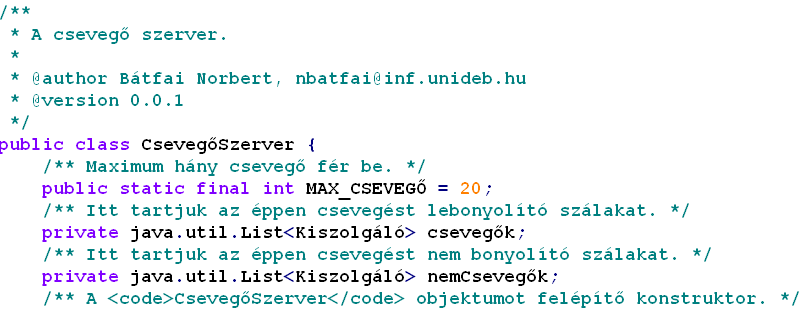 /**
 * A csevegő szerver.
 *
 * @author Bátfai Norbert, nbatfai@inf.unideb.hu
 * @version 0.0.1
 */
public class CsevegőSzerver {
    /** Maximum hány csevegő fér be. */
    public static final int MAX_CSEVEGŐ = 20;
    /** Itt tartjuk az éppen csevegést lebonyolító szálakat. */
    private java.util.List<Kiszolgáló> csevegők;
    /** Itt tartjuk az éppen csevegést nem bonyolító szálakat. */
    private java.util.List<Kiszolgáló> nemCsevegők;
    /** A <code>CsevegőSzerver</code> objektumot felépítő konstruktor. */